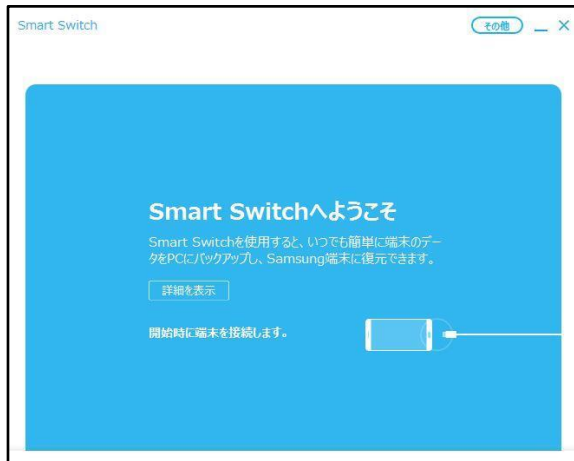 Smart Switch
その他
Smart Switchへようこそ
Smart Switchを使用すると、いつでも簡単に端末のデー
タをPCにバックアップし、Samsung端末に復元できます。
詳細を表示
開始時に端末を接続します。